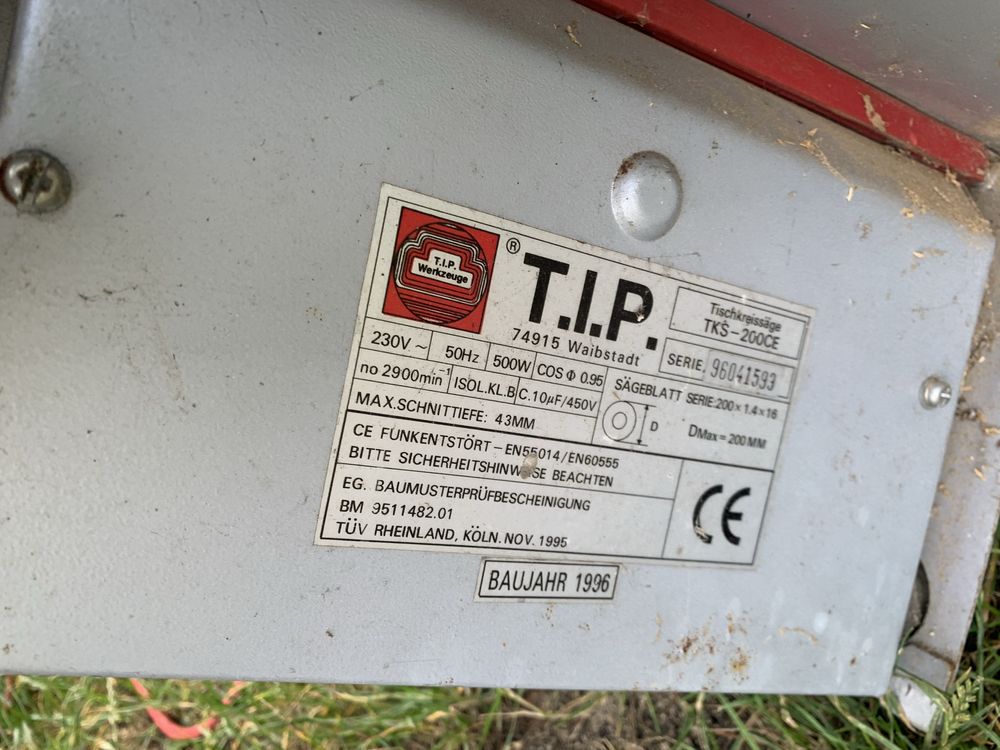 T.I.P.
Werkzeuge
®
T.I.P.
74915 Waibstadt
Tischkreissäge
TKS-200CE
SERIE. 96041593
230V ~ 50Hz 500W COS Φ 0.95
no 2900min⁻¹ ISOL.KL.B C.10µF/450V
MAX.SCHNITTIEFE: 43MM
SÄGEBLATT SERIE:200×1.4×16
D
DMax=200MM
CE FUNKENTSTÖRT-EN55014/EN60555
BITTE SICHERHEITSHINWEISE BEACHTEN
EG. BAUMUSTERPRÜFBESCHEINIGUNG
BM 9511482.01
TÜV RHEINLAND, KÖLN. NOV. 1995
CE
BAUJAHR 1996